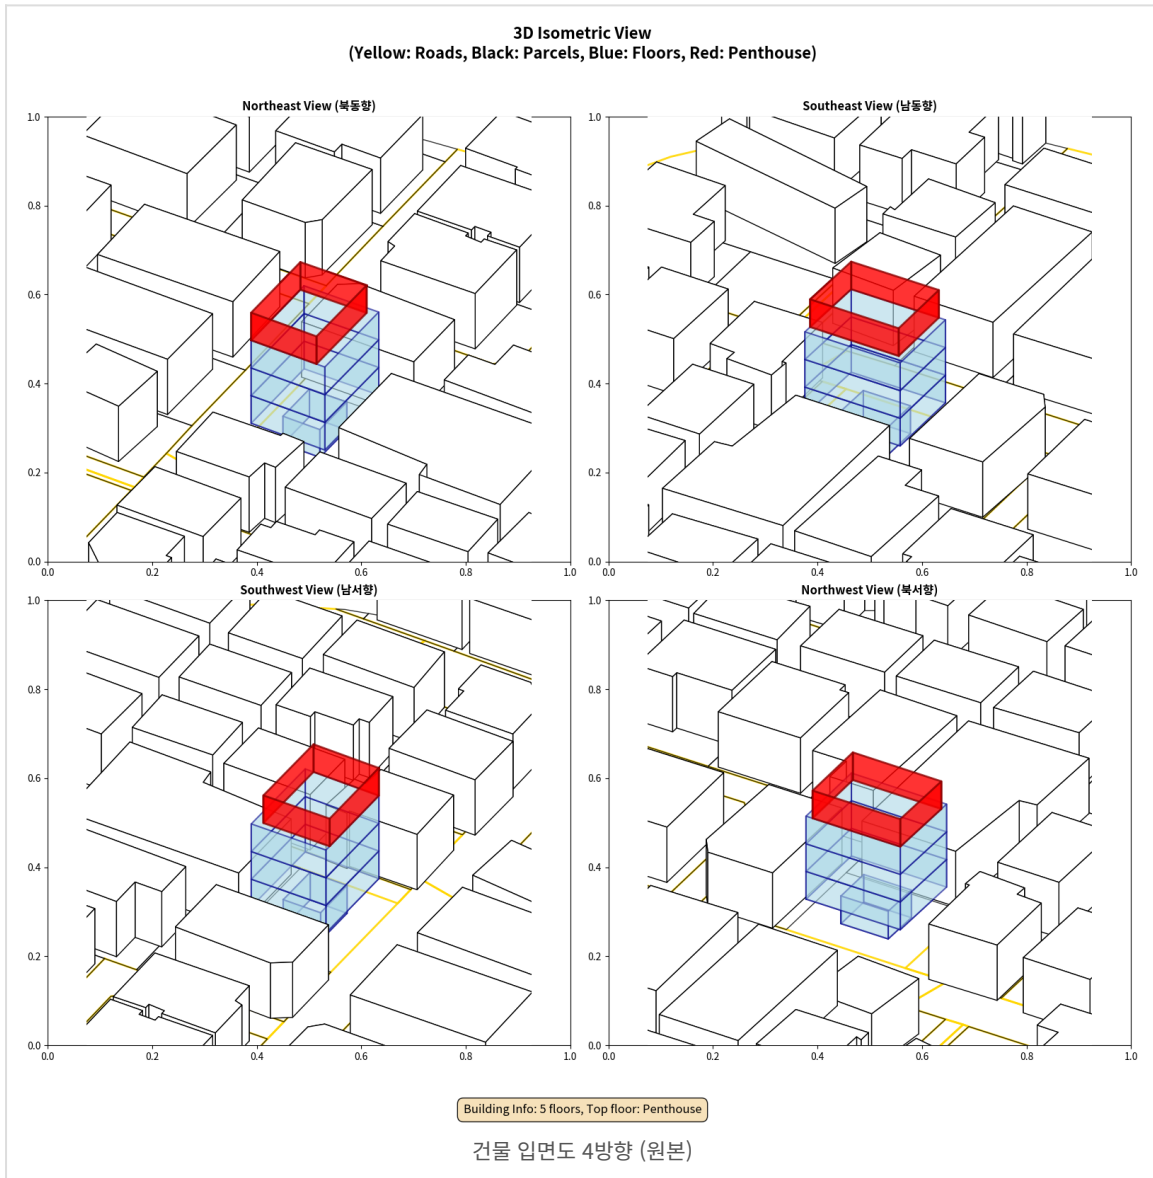 3D Isometric View
(Yellow: Roads, Black: Parcels, Blue: Floors, Red: Penthouse)
Northeast View (북동향)
1.0
0.8
0.6
0.4
0.2
0.0
0.0 0.2 0.4 0.6 0.8 1.0
Southeast View (남동향)
1.0
0.8
0.6
0.4
0.2
0.0
0.0 0.2 0.4 0.6 0.8 1.0
Southwest View (남서향)
1.0
0.8
0.6
0.4
0.2
0.0
0.0 0.2 0.4 0.6 0.8 1.0
Northwest View (북서향)
1.0
0.8
0.6
0.4
0.2
0.0
0.0 0.2 0.4 0.6 0.8 1.0
Building Info: 5 floors, Top floor: Penthouse
건물 입면도 4방향 (원본)